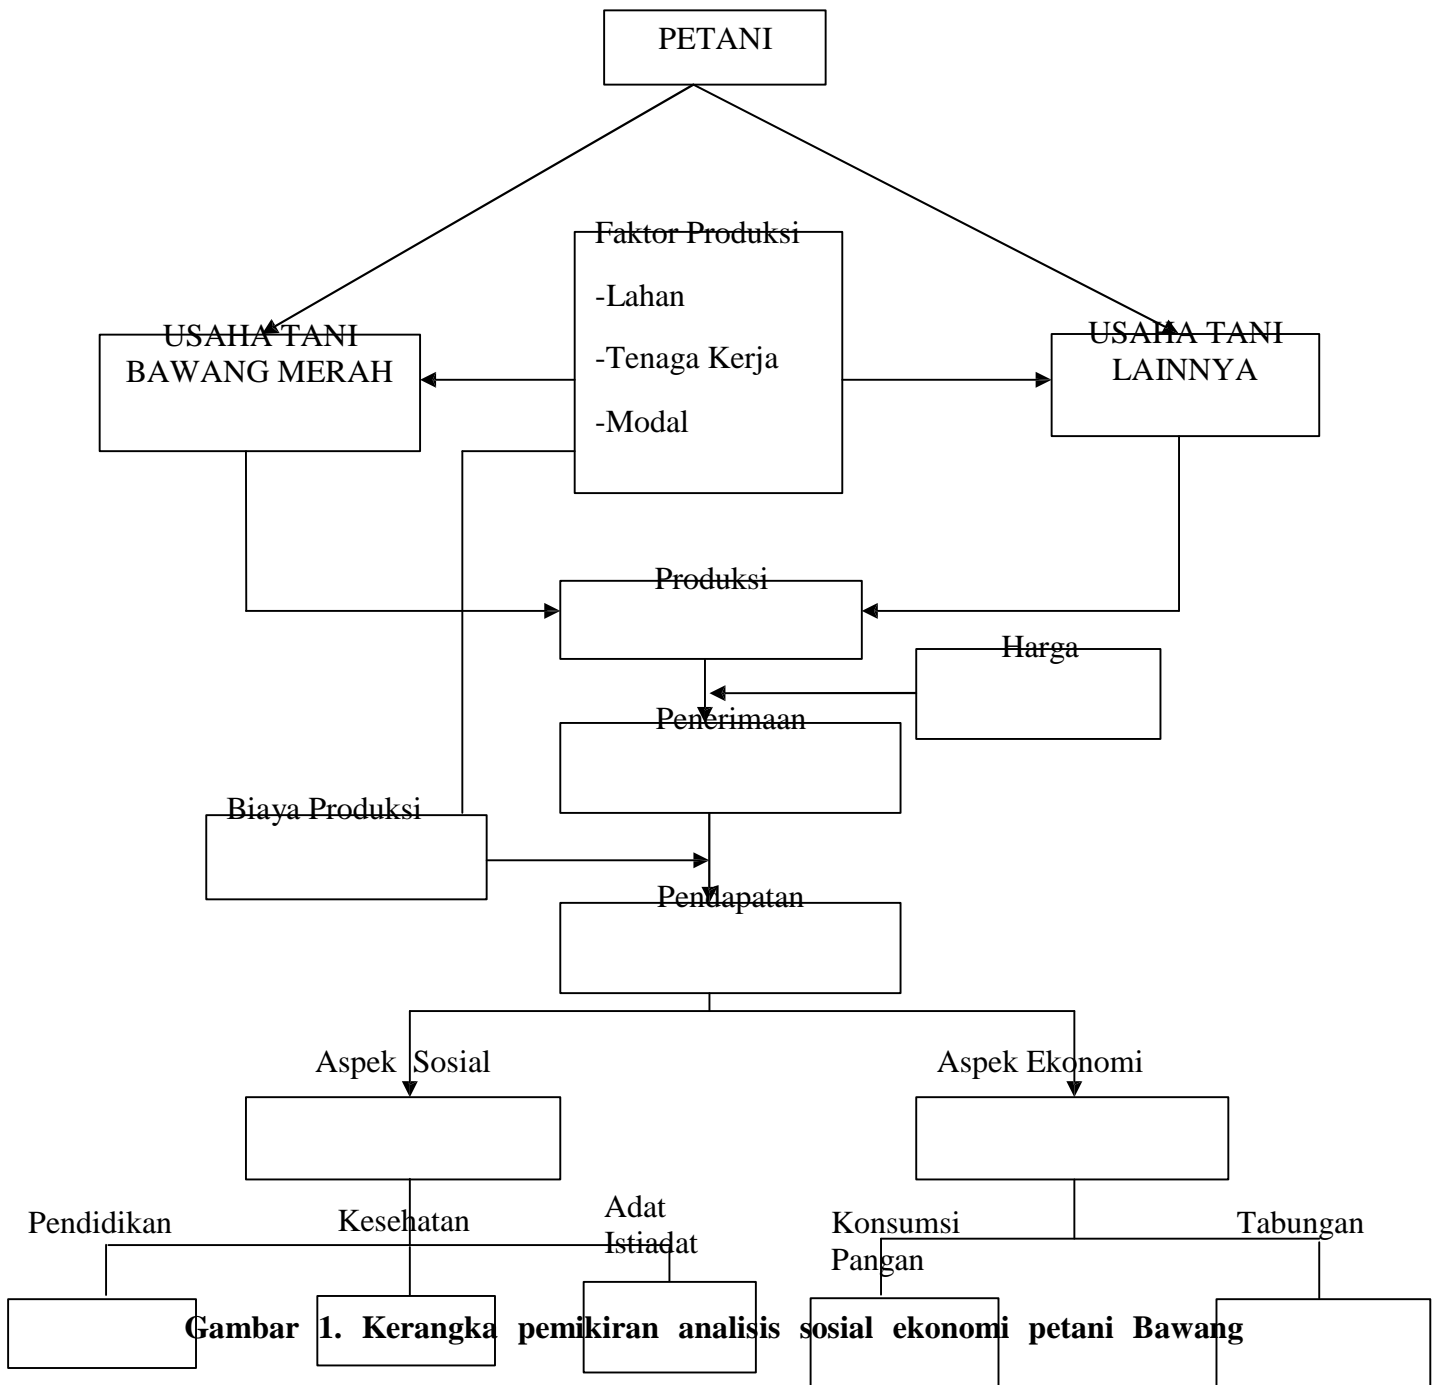 PETANI
Faktor Produksi
-Lahan
-Tenaga Kerja
-Modal
USAHA TANI
BAWANG MERAH
USAHA TANI
LAINNYA
Produksi
Harga
Penerimaan
Biaya Produksi
Pendapatan
Aspek Sosial
Aspek Ekonomi
Pendidikan
Kesehatan
Adat
Istiadat
Konsumsi
Pangan
Tabungan
Gambar 1. Kerangka pemikiran analisis sosial ekonomi petani Bawang